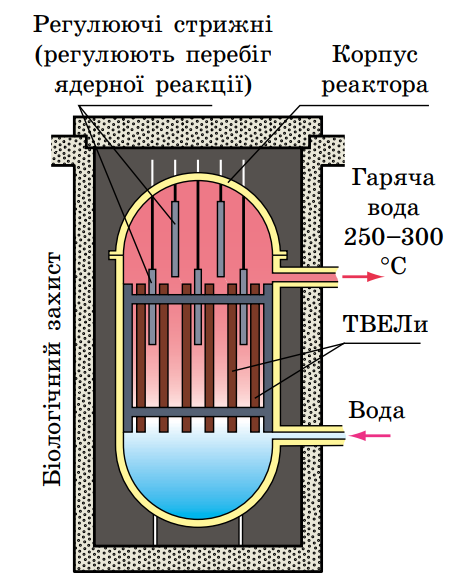 Регулюючі стрижні
(регулюють перебіг
ядерної реакції)
Корпус
реактора
Гаряча
вода
250–300
°C
ТВЕЛи
Вода
Біологічний захист